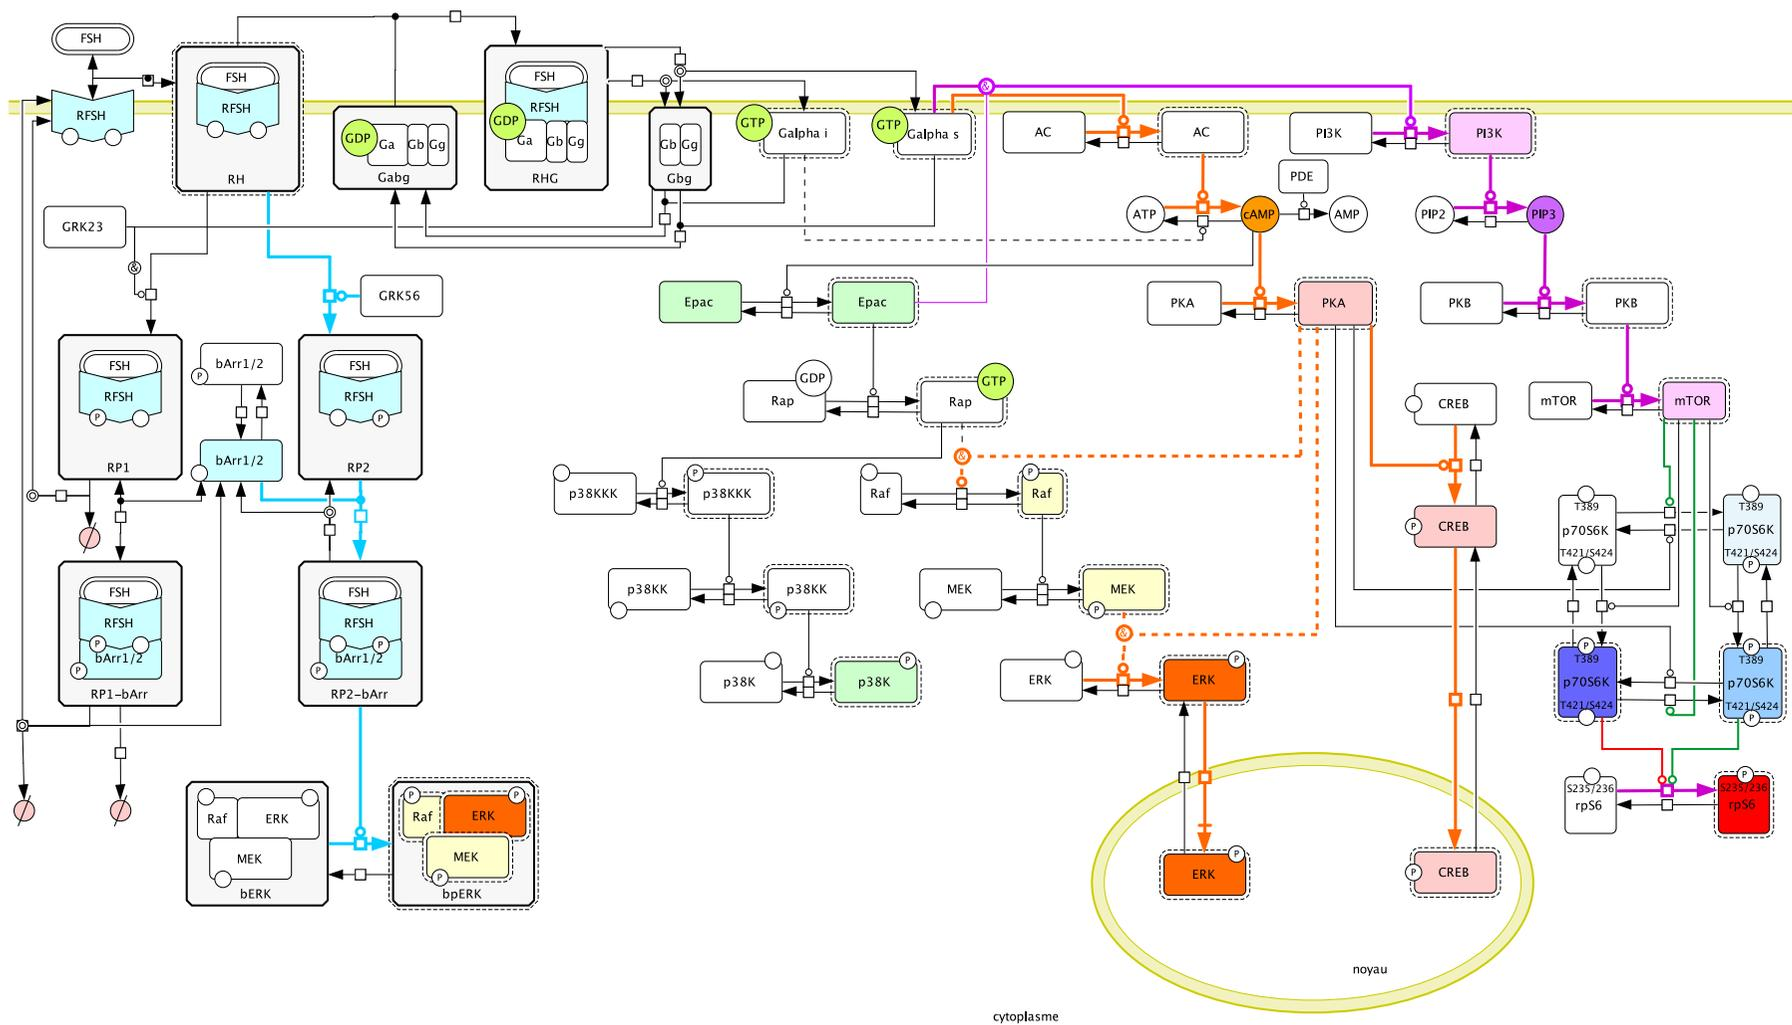 FSH
RFSH
FSH
RFSH
RH
GDP
Ga
Gb
Gg
Gabg
FSH
RFSH
GDP
Ga
Gb
Gg
RHG
Gb
Gg
Gbg
GTP
Galpha i
GTP
Galpha s
&
AC
AC
PI3K
PI3K
PDE
ATP
cAMP
AMP
PIP2
PIP3
GRK23
&
GRK56
Epac
Epac
PKA
PKA
PKB
PKB
FSH
RFSH
P
RP1
bArr1/2
P
bArr1/2
FSH
RFSH
P
RP2
GDP
Rap
GTP
Rap
CREB
mTOR
mTOR
&
p38KKK
P
p38KKK
Raf
P
Raf
P
CREB
T389
p70S6K
T421/S424
T389
p70S6K
T421/S424
P
FSH
RFSH
P
bArr1/2
P
RP1-bArr
FSH
RFSH
P
bArr1/2
P
RP2-bArr
p38KK
p38KK
P
MEK
MEK
P
&
p38K
P
p38K
ERK
P
ERK
P
T389
p70S6K
T421/S424
P
T389
p70S6K
T421/S424
P
Raf
ERK
MEK
bERK
P
Raf
P
ERK
MEK
P
bpERK
S235/236
rpS6
P
S235/236
rpS6
P
ERK
P
CREB
noyau
cytoplasme